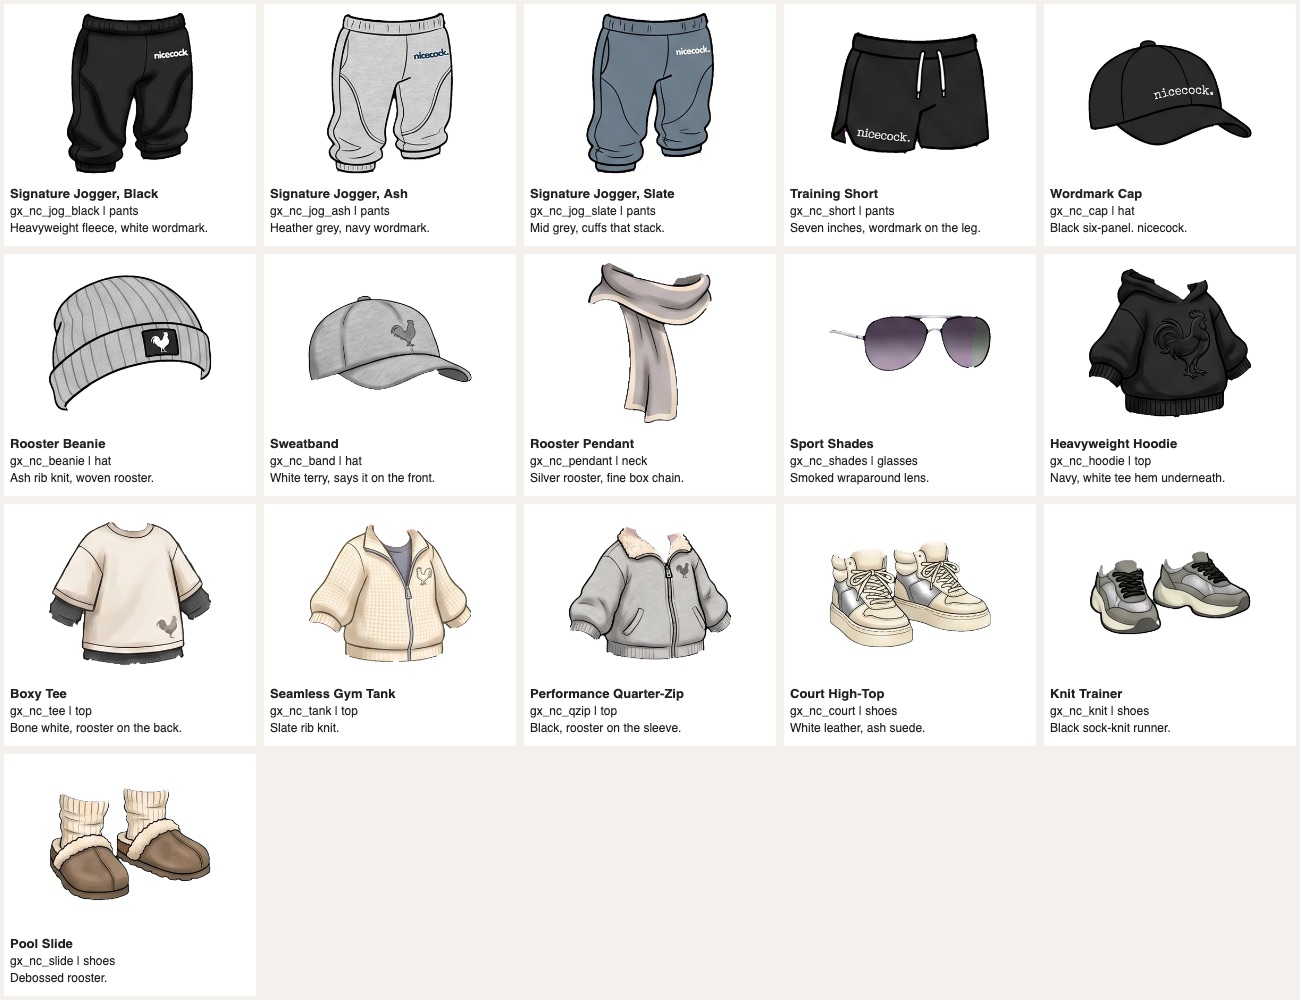 nicecock.
nicecock.
nicecock.
nicecock.
nicecock.
Signature Jogger, Black
gx_nc_jog_black | pants
Heavyweight fleece, white wordmark.
Signature Jogger, Ash
gx_nc_jog_ash | pants
Heather grey, navy wordmark.
Signature Jogger, Slate
gx_nc_jog_slate | pants
Mid grey, cuffs that stack.
Training Short
gx_nc_short | pants
Seven inches, wordmark on the leg.
Wordmark Cap
gx_nc_cap | hat
Black six-panel. nicecock.
Rooster Beanie
gx_nc_beanie | hat
Ash rib knit, woven rooster.
Sweatband
gx_nc_band | hat
White terry, says it on the front.
Rooster Pendant
gx_nc_pendant | neck
Silver rooster, fine box chain.
Sport Shades
gx_nc_shades | glasses
Smoked wraparound lens.
Heavyweight Hoodie
gx_nc_hoodie | top
Navy, white tee hem underneath.
Boxy Tee
gx_nc_tee | top
Bone white, rooster on the back.
Seamless Gym Tank
gx_nc_tank | top
Slate rib knit.
Performance Quarter-Zip
gx_nc_qzip | top
Black, rooster on the sleeve.
Court High-Top
gx_nc_court | shoes
White leather, ash suede.
Knit Trainer
gx_nc_knit | shoes
Black sock-knit runner.
Pool Slide
gx_nc_slide | shoes
Debossed rooster.